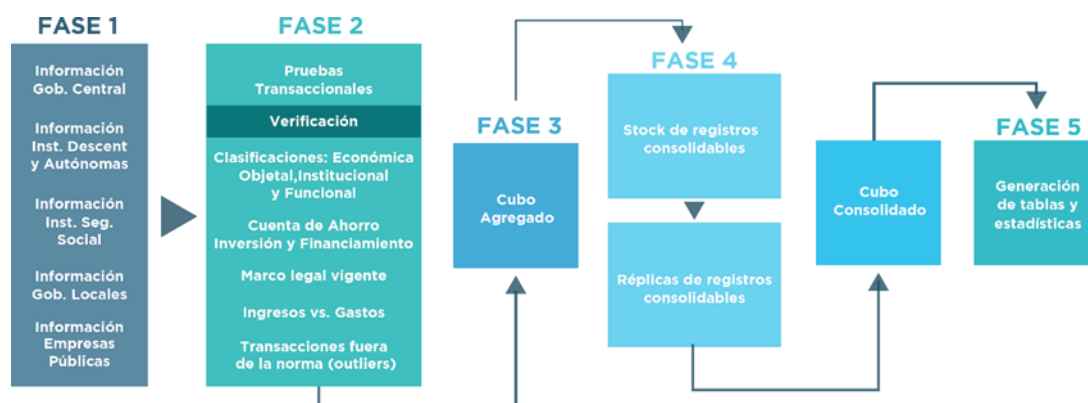 FASE 1
Información
Gob. Central
Información
Inst. Descent
y Autónomas
Información
Inst. Seg.
Social
Información
Gob. Locales
Información
Empresas
Públicas
FASE 2
Pruebas
Transaccionales
Verificación
Clasificaciones: Económica
Objetal,Institucional
y Funcional
Cuenta de Ahorro
Inversión y Financiamiento
Marco legal vigente
Ingresos vs. Gastos
Transacciones fuera
de la norma (outliers)
FASE 3
Cubo
Agregado
FASE 4
Stock de registros
consolidables
Réplicas de registros
consolidables
Cubo
Consolidado
FASE 5
Generación
de tablas y
estadísticas